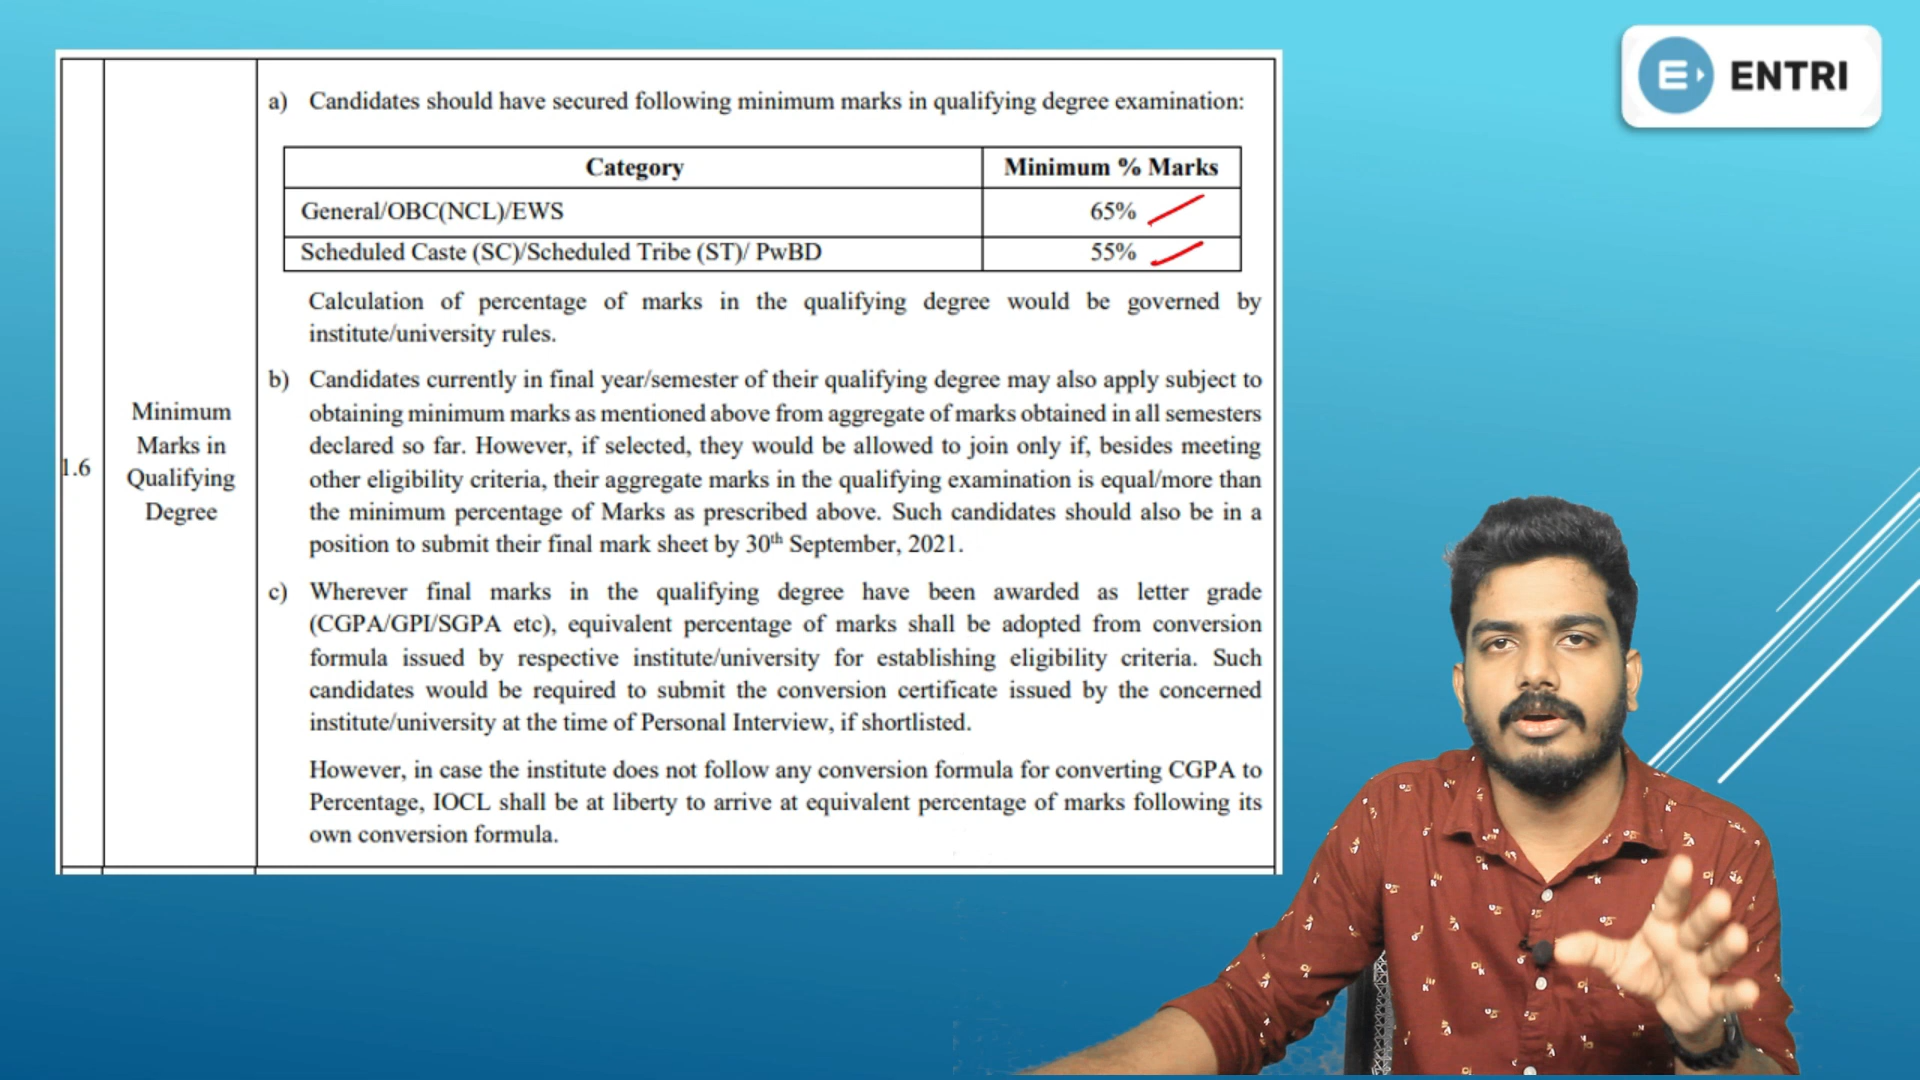 ENTRI
a) Candidates should have secured following minimum marks in qualifying degree examination:
Category Minimum % Marks
General/OBC(NCL)/EWS 65%
Scheduled Caste (SC)/Scheduled Tribe (ST)/ PwBD 55%
Calculation of percentage of marks in the qualifying degree would be governed by
institute/university rules.
1.6
Minimum
Marks in
Qualifying
Degree
b) Candidates currently in final year/semester of their qualifying degree may also apply subject to
obtaining minimum marks as mentioned above from aggregate of marks obtained in all semesters
declared so far. However, if selected, they would be allowed to join only if, besides meeting
other eligibility criteria, their aggregate marks in the qualifying examination is equal/more than
the minimum percentage of Marks as prescribed above. Such candidates should also be in a
position to submit their final mark sheet by 30th September, 2021.
c) Wherever final marks in the qualifying degree have been awarded as letter grade
(CGPA/GPI/SGPA etc), equivalent percentage of marks shall be adopted from conversion
formula issued by respective institute/university for establishing eligibility criteria. Such
candidates would be required to submit the conversion certificate issued by the concerned
institute/university at the time of Personal Interview, if shortlisted.
However, in case the institute does not follow any conversion formula for converting CGPA to
Percentage, IOCL shall be at liberty to arrive at equivalent percentage of marks following its
own conversion formula.